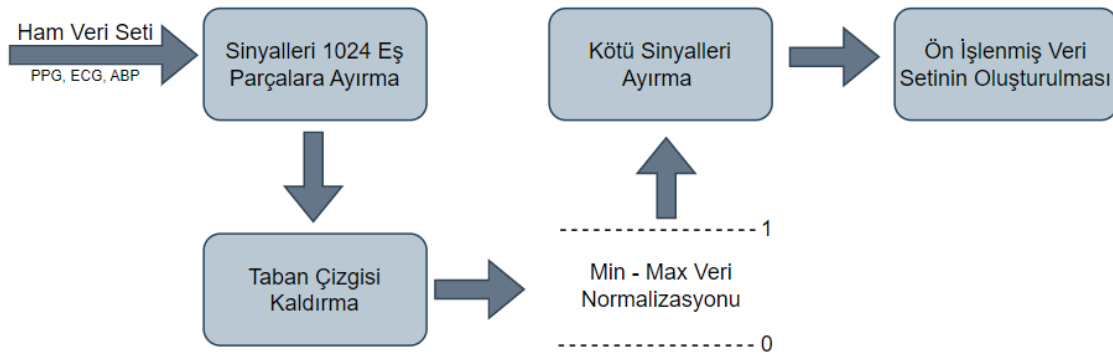 Ham Veri Seti
PPG, ECG, ABP
Sinyalleri 1024 Eş
Parçalara Ayırma
Taban Çizgisi
Kaldırma
1
Min - Max Veri
Normalizasyonu
0
Kötü Sinyalleri
Ayırma
Ön İşlenmiş Veri
Setinin Oluşturulması